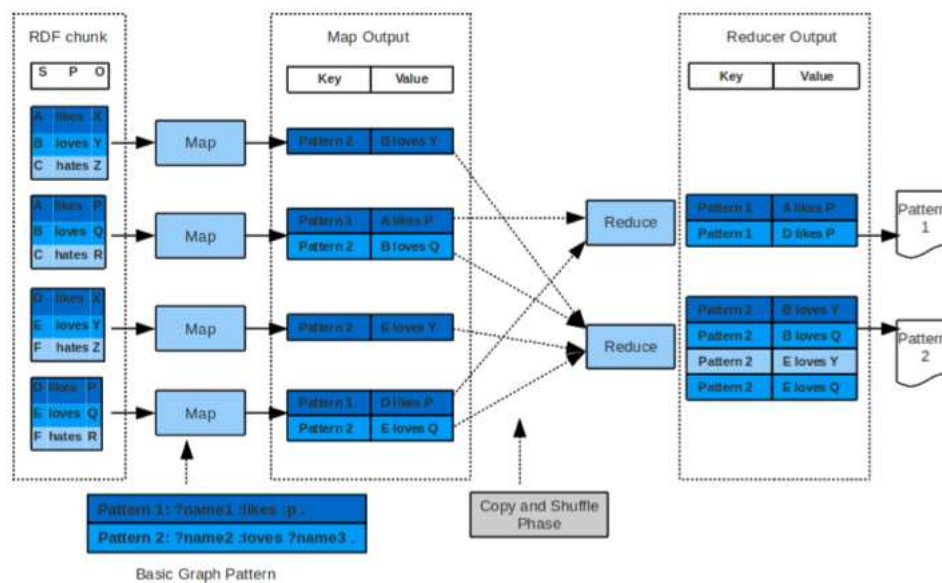 RDF chunk
S P O
A likes X
B loves Y
C hates Z
A likes P
B loves Q
C hates R
D likes X
E loves Y
F hates Z
D likes P
E loves Q
F hates R
Map
Map
Map
Map
Map Output
Key Value
Pattern 2 B loves Y
Pattern 1 A likes P
Pattern 2 B loves Q
Pattern 2 E loves Y
Pattern 1 D likes P
Pattern 2 E loves Q
Reduce
Reduce
Reducer Output
Key Value
Pattern 1 A likes P
Pattern 1 D likes P
Pattern 2 B loves Y
Pattern 2 B loves Q
Pattern 2 E loves Y
Pattern 2 E loves Q
Pattern
1
Pattern
2
Pattern 1: ?name1 :likes :p .
Pattern 2: ?name2 :loves ?name3 .
Basic Graph Pattern
Copy and Shuffle
Phase